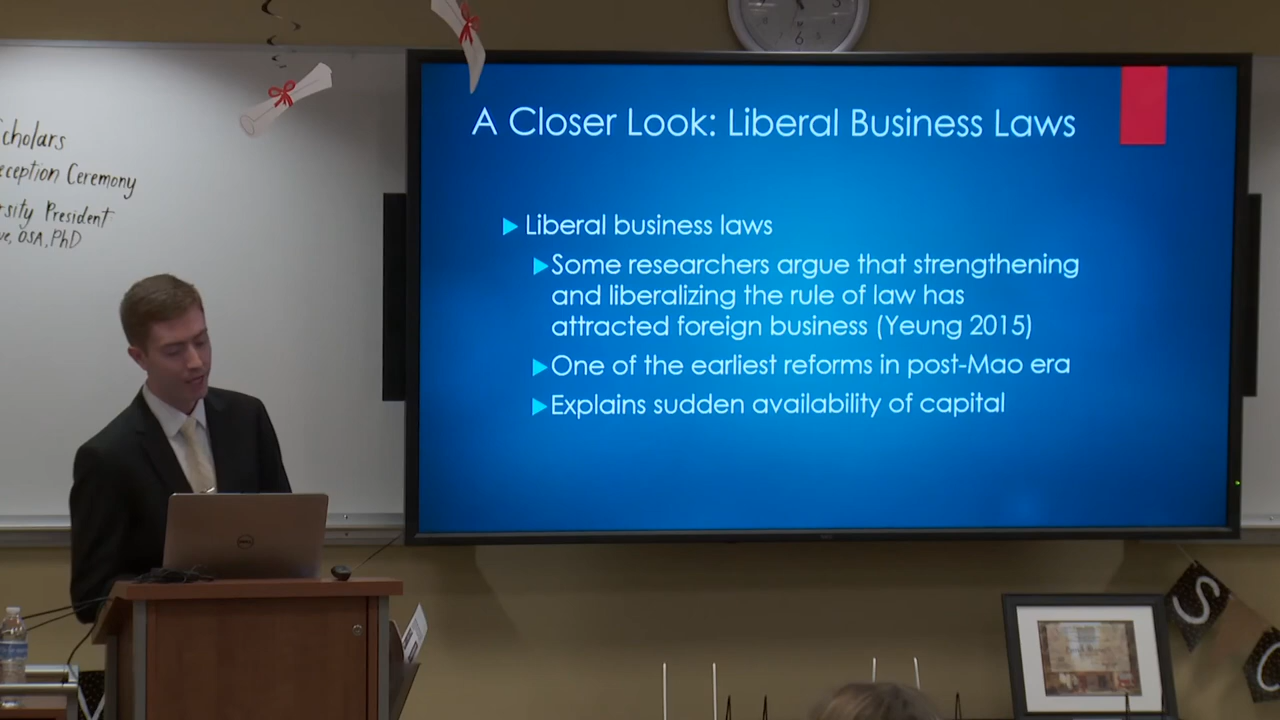 cholars
ception Ceremony
rsity President
ve, OSA, PhD
A Closer Look: Liberal Business Laws
Liberal business laws
Some researchers argue that strengthening
and liberalizing the rule of law has
attracted foreign business (Yeung 2015)
One of the earliest reforms in post-Mao era
Explains sudden availability of capital
DELL
S